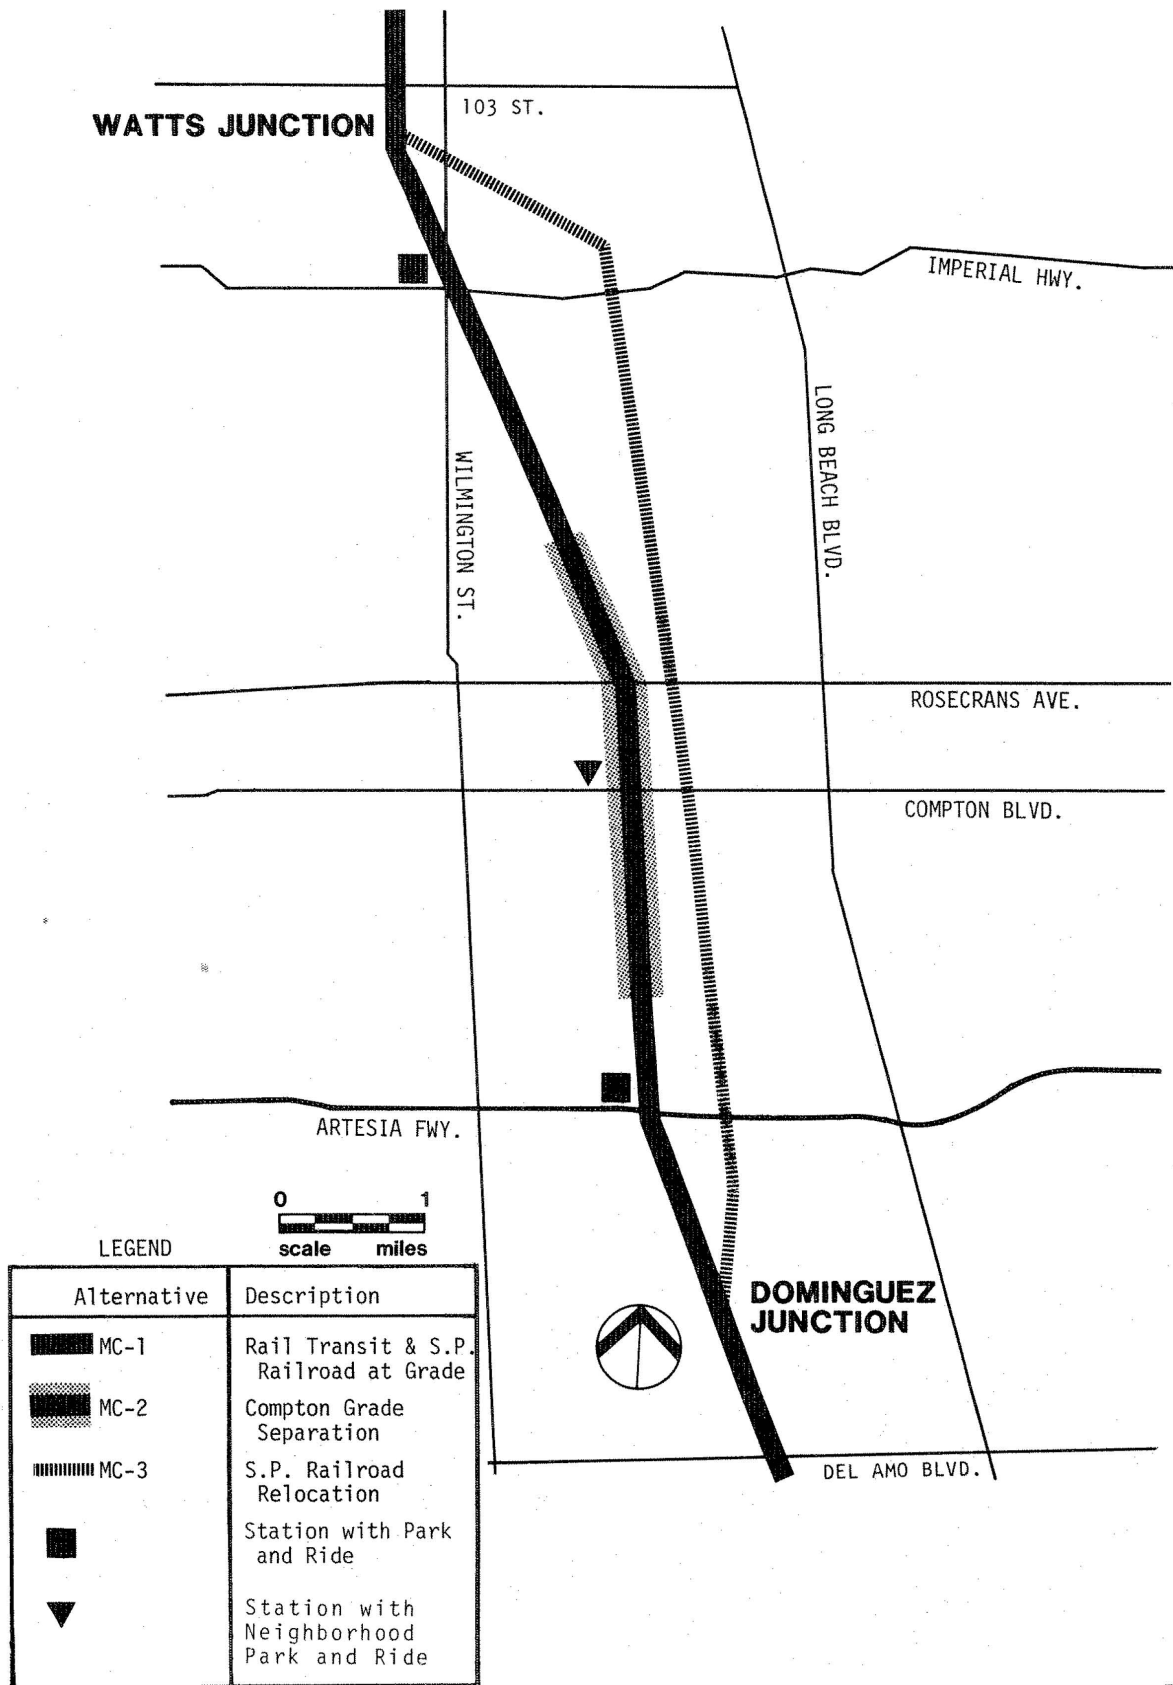 103 ST.
WATTS JUNCTION
IMPERIAL HWY.
LONG BEACH BLVD.
WILMINGTON ST.
ROSECRANS AVE.
COMPTON BLVD.
ARTESIA FWY.
0 1
scale miles
DOMINGUEZ
JUNCTION
DEL AMO BLVD.
LEGEND
Alternative Description
MC-1 Rail Transit & S.P.
Railroad at Grade
MC-2 Compton Grade
Separation
MC-3 S.P. Railroad
Relocation
Station with Park
and Ride
Station with
Neighborhood
Park and Ride